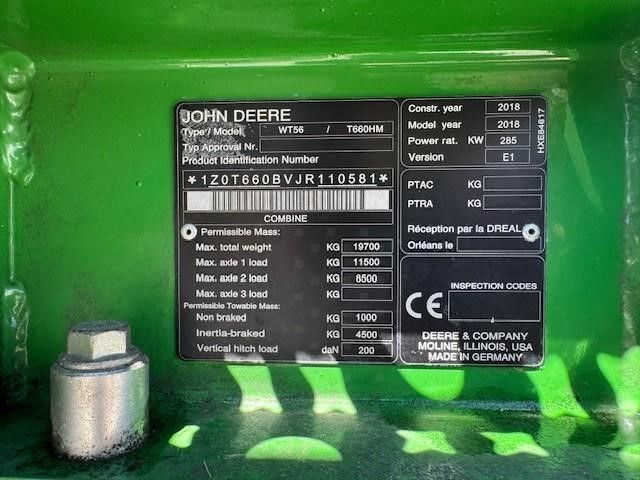 JOHN DEERE
Type / Model WT56 / T660HM
Typ Approval Nr.
Product Identification Number
*1Z0T660BVJR110581*
COMBINE
Permissible Mass:
Max. total weight KG 19700
Max. axle 1 load KG 11500
Max. axle 2 load KG 8500
Max. axle 3 load KG
Permissible Towable Mass:
Non braked KG 1000
Inertia-braked KG 4500
Vertical hitch load daN 200
Constr. year 2018
Model year 2018
Power rat. KW 285
Version E1
HXE84617
PTAC KG
PTRA KG
Réception par la DREAL
Orléans le
INSPECTION CODES
CE
DEERE & COMPANY
MOLINE, ILLINOIS, USA
MADE IN GERMANY